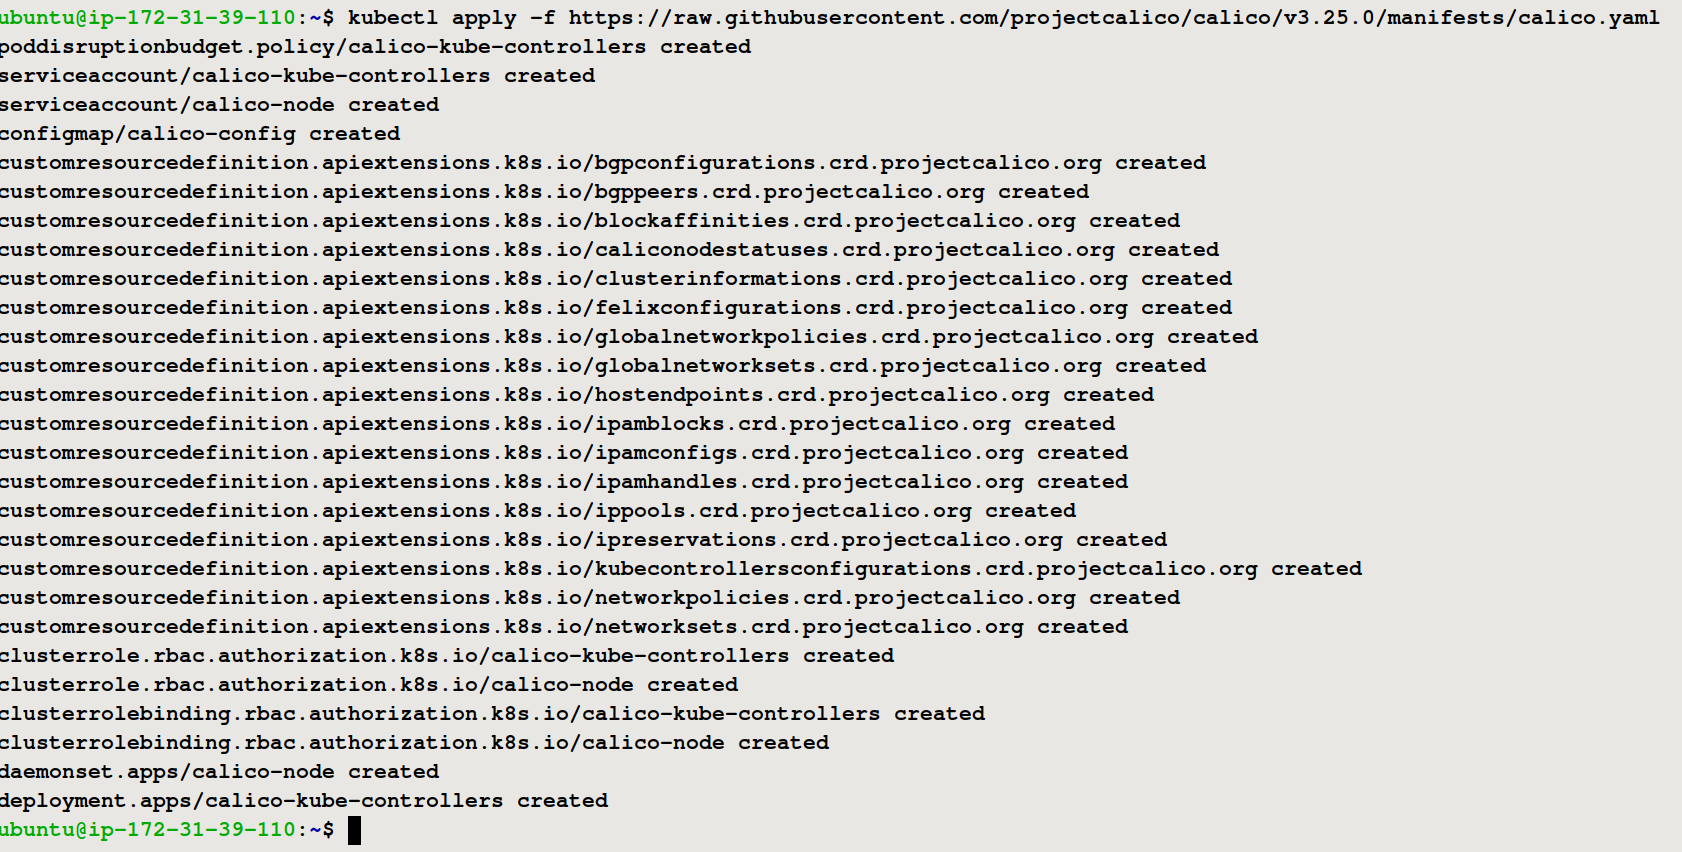 ubuntu@ip-172-31-39-110:~$ kubectl apply -f https://raw.githubusercontent.com/projectcalico/calico/v3.25.0/manifests/calico.yaml
poddisruptionbudget.policy/calico-kube-controllers created
serviceaccount/calico-kube-controllers created
serviceaccount/calico-node created
configmap/calico-config created
customresourcedefinition.apiextensions.k8s.io/bgpconfigurations.crd.projectcalico.org created
customresourcedefinition.apiextensions.k8s.io/bgppeers.crd.projectcalico.org created
customresourcedefinition.apiextensions.k8s.io/blockaffinities.crd.projectcalico.org created
customresourcedefinition.apiextensions.k8s.io/caliconodestatuses.crd.projectcalico.org created
customresourcedefinition.apiextensions.k8s.io/clusterinformations.crd.projectcalico.org created
customresourcedefinition.apiextensions.k8s.io/felixconfigurations.crd.projectcalico.org created
customresourcedefinition.apiextensions.k8s.io/globalnetworkpolicies.crd.projectcalico.org created
customresourcedefinition.apiextensions.k8s.io/globalnetworksets.crd.projectcalico.org created
customresourcedefinition.apiextensions.k8s.io/hostendpoints.crd.projectcalico.org created
customresourcedefinition.apiextensions.k8s.io/ipamblocks.crd.projectcalico.org created
customresourcedefinition.apiextensions.k8s.io/ipamconfigs.crd.projectcalico.org created
customresourcedefinition.apiextensions.k8s.io/ipamhandles.crd.projectcalico.org created
customresourcedefinition.apiextensions.k8s.io/ippools.crd.projectcalico.org created
customresourcedefinition.apiextensions.k8s.io/ipreservations.crd.projectcalico.org created
customresourcedefinition.apiextensions.k8s.io/kubecontrollersconfigurations.crd.projectcalico.org created
customresourcedefinition.apiextensions.k8s.io/networkpolicies.crd.projectcalico.org created
customresourcedefinition.apiextensions.k8s.io/networksets.crd.projectcalico.org created
clusterrole.rbac.authorization.k8s.io/calico-kube-controllers created
clusterrole.rbac.authorization.k8s.io/calico-node created
clusterrolebinding.rbac.authorization.k8s.io/calico-kube-controllers created
clusterrolebinding.rbac.authorization.k8s.io/calico-node created
daemonset.apps/calico-node created
deployment.apps/calico-kube-controllers created
ubuntu@ip-172-31-39-110:~$